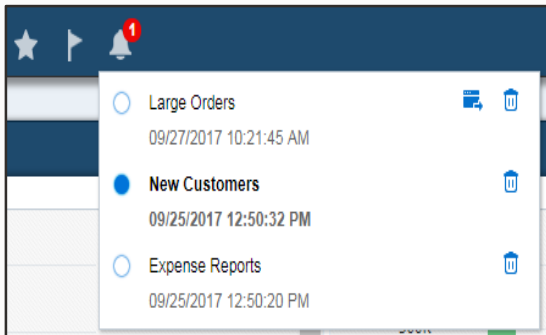 1
Large Orders
09/27/2017 10:21:45 AM
New Customers
09/25/2017 12:50:32 PM
Expense Reports
09/25/2017 12:50:20 PM